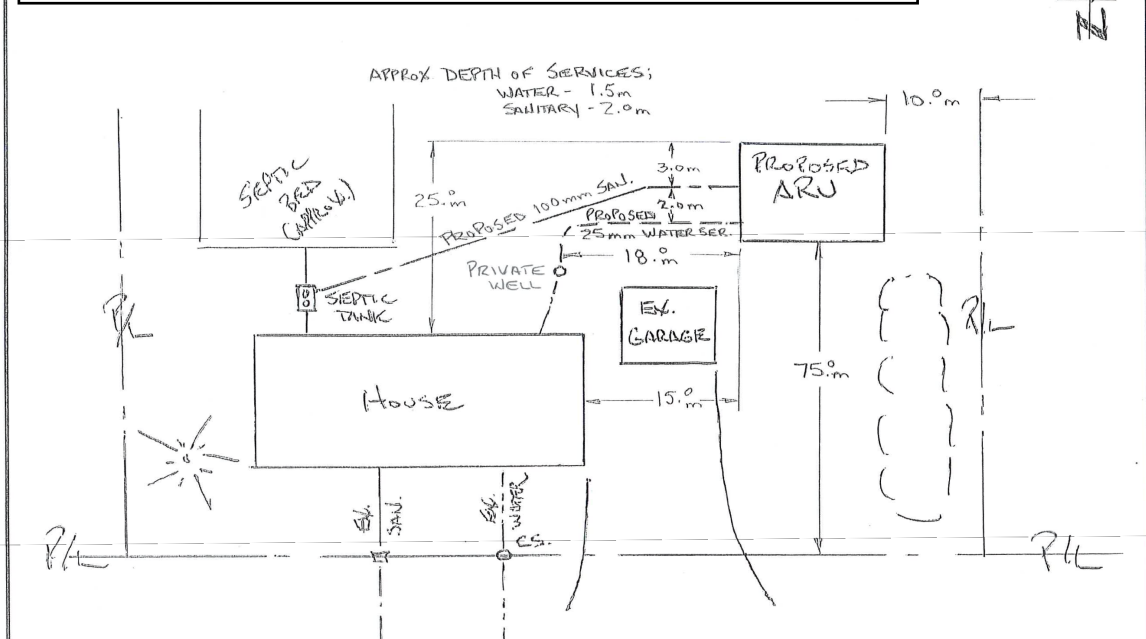 N
APPROX DEPTH OF SERVICES;
WATER - 1.5m
SANITARY - 2.0m
10.0m
SEPTIC
BED
(APPROX.)
25.0m
PROPOSED 100mm SAN.
3.0m
2.0m
PROPOSED
ARU
PROPOSED
25mm WATER SER.
18.0m
PRIVATE
WELL
SEPTIC
TANK
EX.
GARAGE
P/L
P/L
75.0m
HOUSE
15.0m
EX.
SAN.
EX.
WATER
CS.
P/L
P/L